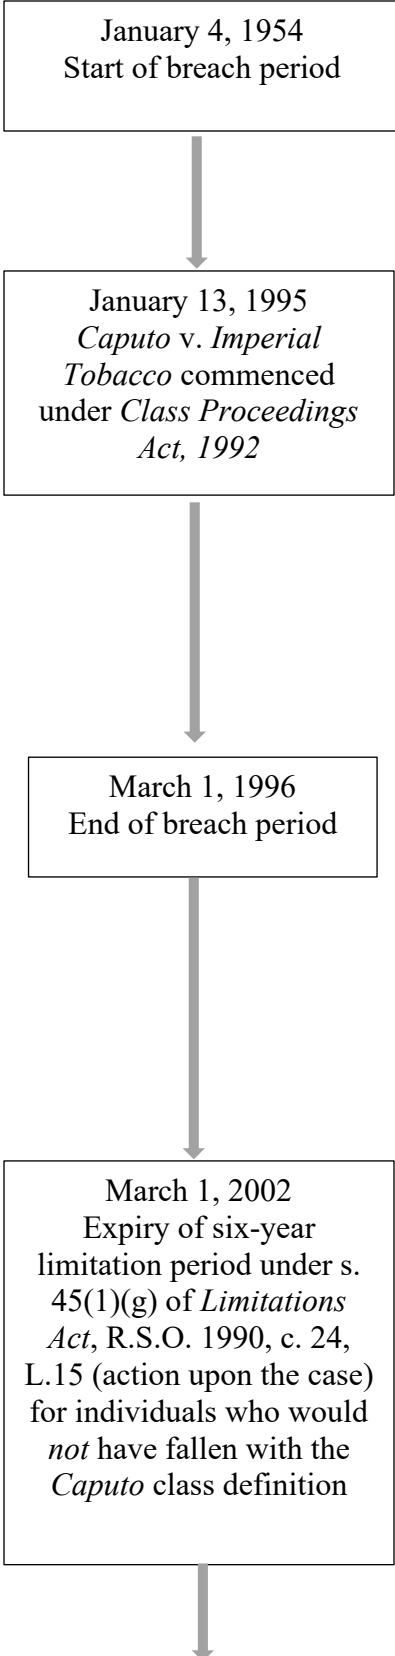 January 4, 1954
Start of breach period
January 13, 1995
Caputo v. Imperial
Tobacco commenced
under Class Proceedings
Act, 1992
March 1, 1996
End of breach period
March 1, 2002
Expiry of six-year
limitation period under s.
45(1)(g) of Limitations
Act, R.S.O. 1990, c. 24,
L.15 (action upon the case)
for individuals who would
not have fallen with the
Caputo class definition